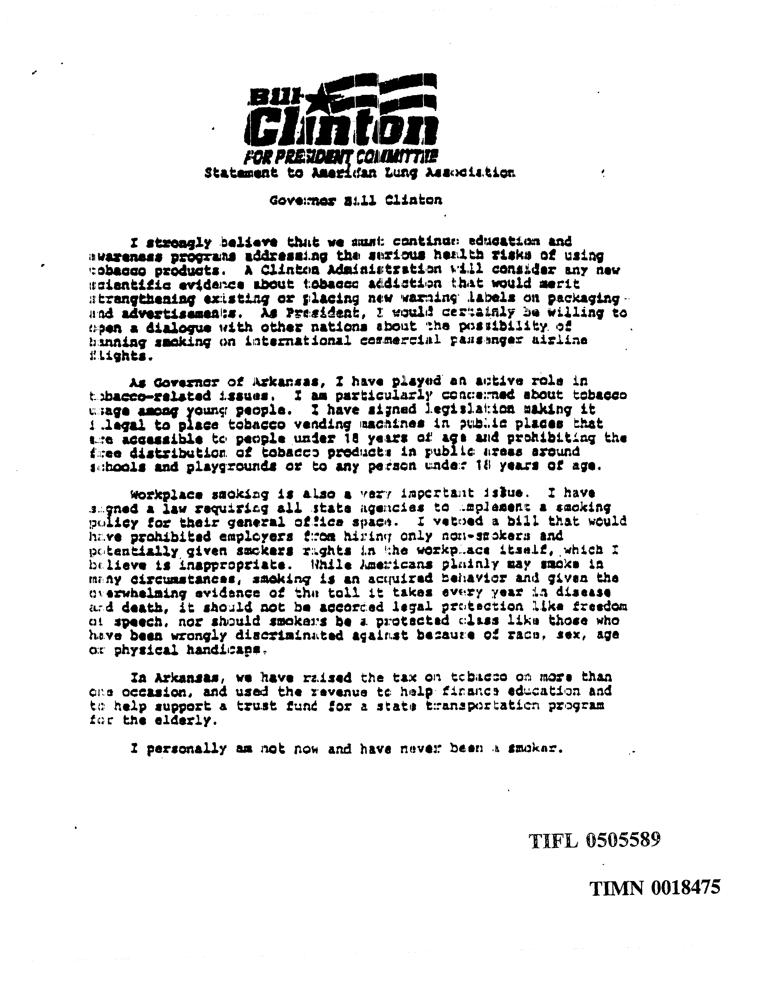 Bill
Clinton
FOR PRESIDENT COMMITTEE
Statement to American Lung Association
Governor Bill Clinton
I strongly believe that we must continue education and
awareness programs addressing the serious health risks of using
tobacco products. A Clinton Administration will consider any new
scientific evidence about tobacco addiction that would merit
strengthening existing or placing new warning labels on packaging
and advertisements. As President, I would certainly be willing to
open a dialogue with other nations about the possibility of
banning smoking on international commercial passenger airline
flights.
As Governor of Arkansas, I have played an active role in
tobacco-related issues. I am particularly concerned about tobacco
usage among young people. I have signed legislation making it
illegal to place tobacco vending machines in public places that
are accessible to people under 18 years of age and prohibiting the
free distribution of tobacco products in public areas around
schools and playgrounds or to any person under 18 years of age.
Workplace smoking is also a very important issue. I have
signed a law requiring all state agencies to implement a smoking
policy for their general office space. I vetoed a bill that would
have prohibited employers from hiring only non-smokers and
potentially given smokers rights in the workplace itself, which I
believe is inappropriate. While Americans plainly may smoke in
many circumstances, smoking is an acquired behavior and given the
overwhelming evidence of the toll it takes every year in disease
and death, it should not be accorded legal protection like freedom
of speech, nor should smokers be a protected class like those who
have been wrongly discriminated against because of race, sex, age
or physical handicaps.
In Arkansas, we have raised the tax on tobacco on more than
one occasion, and used the revenue to help finance education and
to help support a trust fund for a state transportation program
for the elderly.
I personally am not now and have never been a smoker.
TIFL 0505589
TIMN 0018475